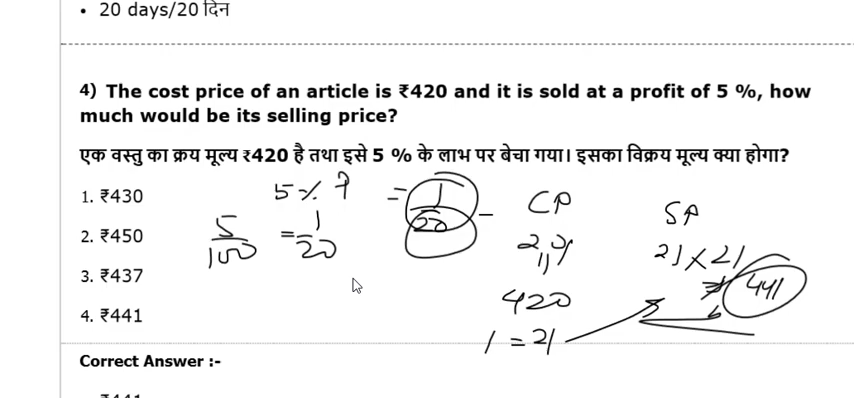 • 20 days/20 दिन
4) The cost price of an article is ₹420 and it is sold at a profit of 5 %, how
much would be its selling price?
एक वस्तु का क्रय मूल्य ₹420 है तथा इसे 5 % के लाभ पर बेचा गया। इसका विक्रय मूल्य क्या होगा?
1. ₹430
2. ₹450
3. ₹437
4. ₹441
5 % = 1/20
5/100 = 1/20
CP SP
20 21 × 21
441
420
1 = 21
Correct Answer :-